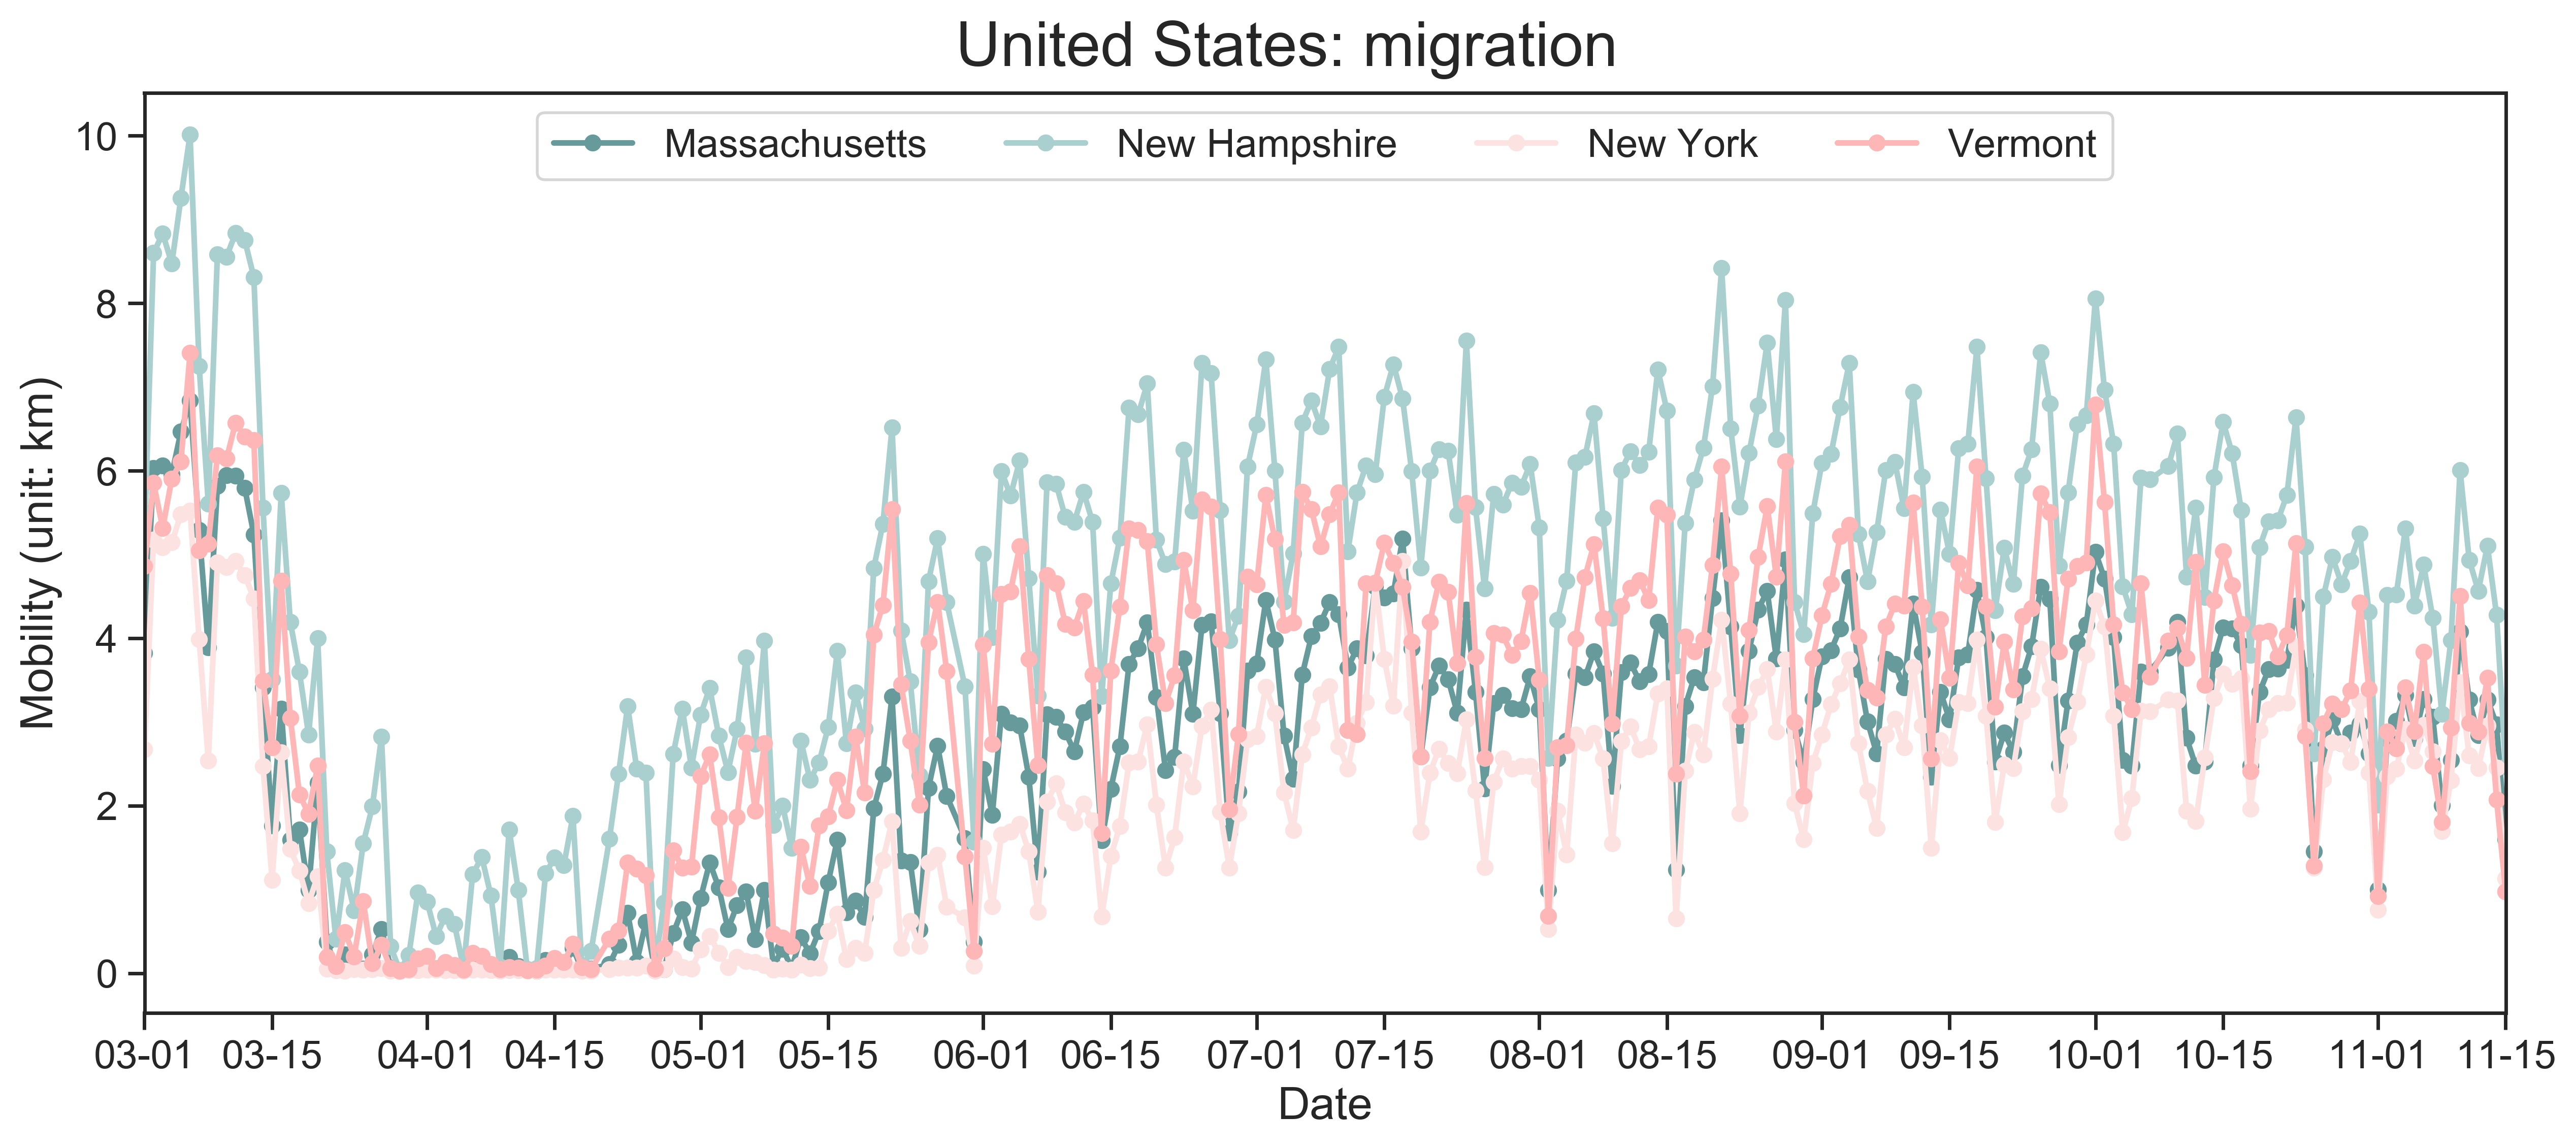 United States: migration
Massachusetts New Hampshire New York Vermont
10
8
6
4
2
0
Mobility (unit: km)
03-01 03-15 04-01 04-15 05-01 05-15 06-01 06-15 07-01 07-15 08-01 08-15 09-01 09-15 10-01 10-15 11-01 11-15
Date